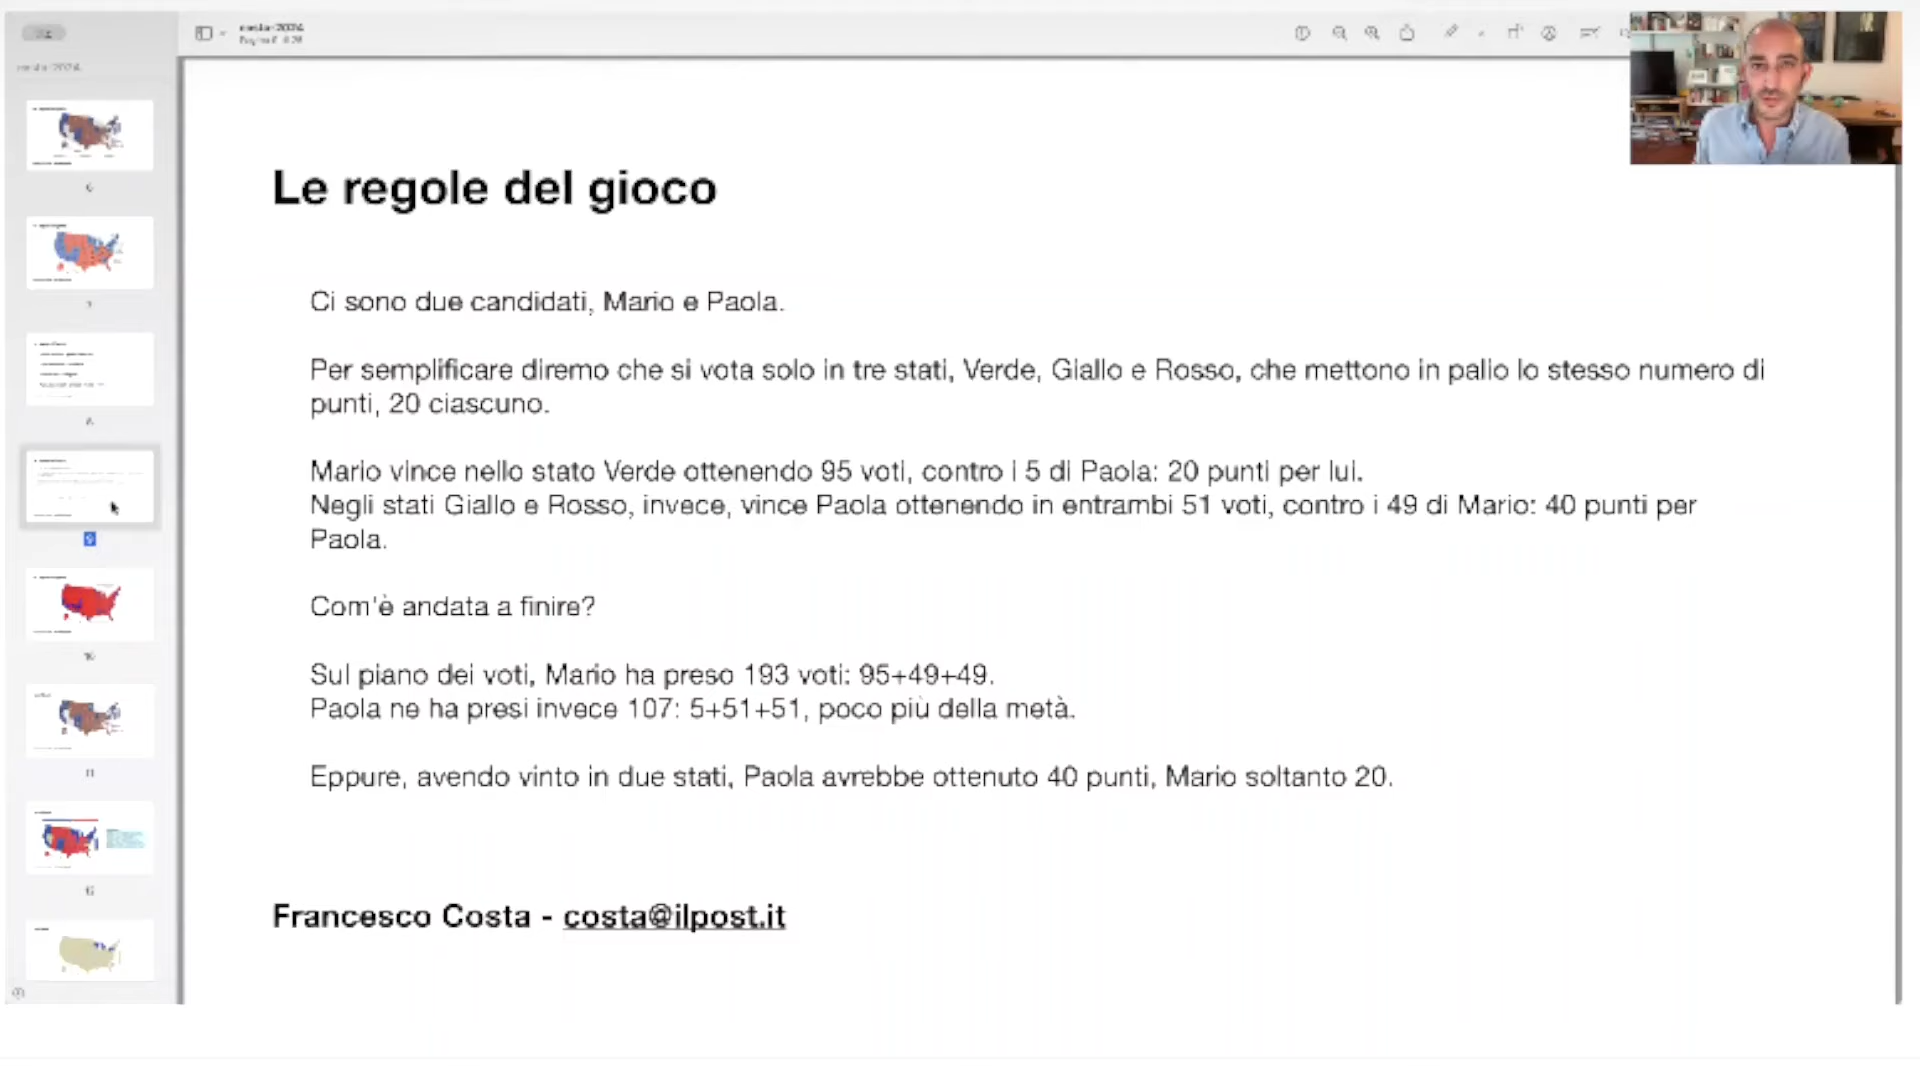 Le regole del gioco
Ci sono due candidati, Mario e Paola.
Per semplificare diremo che si vota solo in tre stati, Verde, Giallo e Rosso, che mettono in palio lo stesso numero di
punti, 20 ciascuno.
Mario vince nello stato Verde ottenendo 95 voti, contro i 5 di Paola: 20 punti per lui.
Negli stati Giallo e Rosso, invece, vince Paola ottenendo in entrambi 51 voti, contro i 49 di Mario: 40 punti per
Paola.
Com'è andata a finire?
Sul piano dei voti, Mario ha preso 193 voti: 95+49+49.
Paola ne ha presi invece 107: 5+51+51, poco più della metà.
Eppure, avendo vinto in due stati, Paola avrebbe ottenuto 40 punti, Mario soltanto 20.
Francesco Costa - costa@ilpost.it